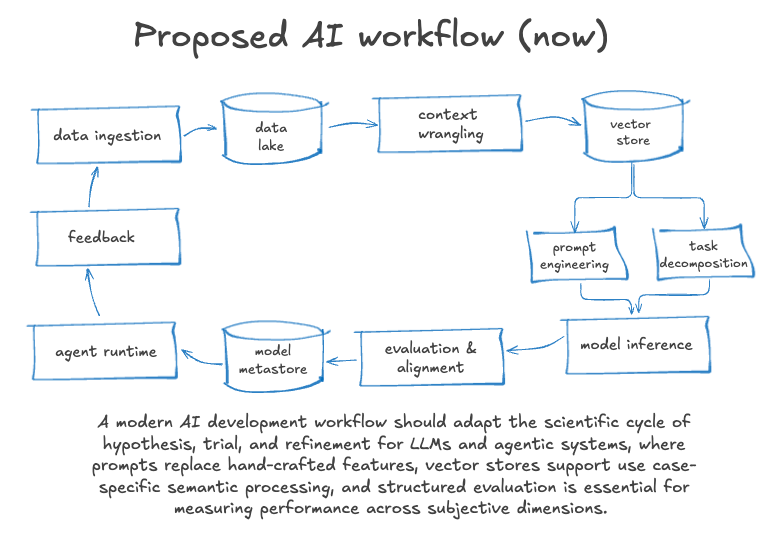 Proposed AI workflow (now)
data ingestion
data
lake
context
wrangling
vector
store
feedback
prompt
engineering
task
decomposition
agent runtime
model
metastore
evaluation &
alignment
model inference
A modern AI development workflow should adapt the scientific cycle of
hypothesis, trial, and refinement for LLMs and agentic systems, where
prompts replace hand-crafted features, vector stores support use case-
specific semantic processing, and structured evaluation is essential for
measuring performance across subjective dimensions.